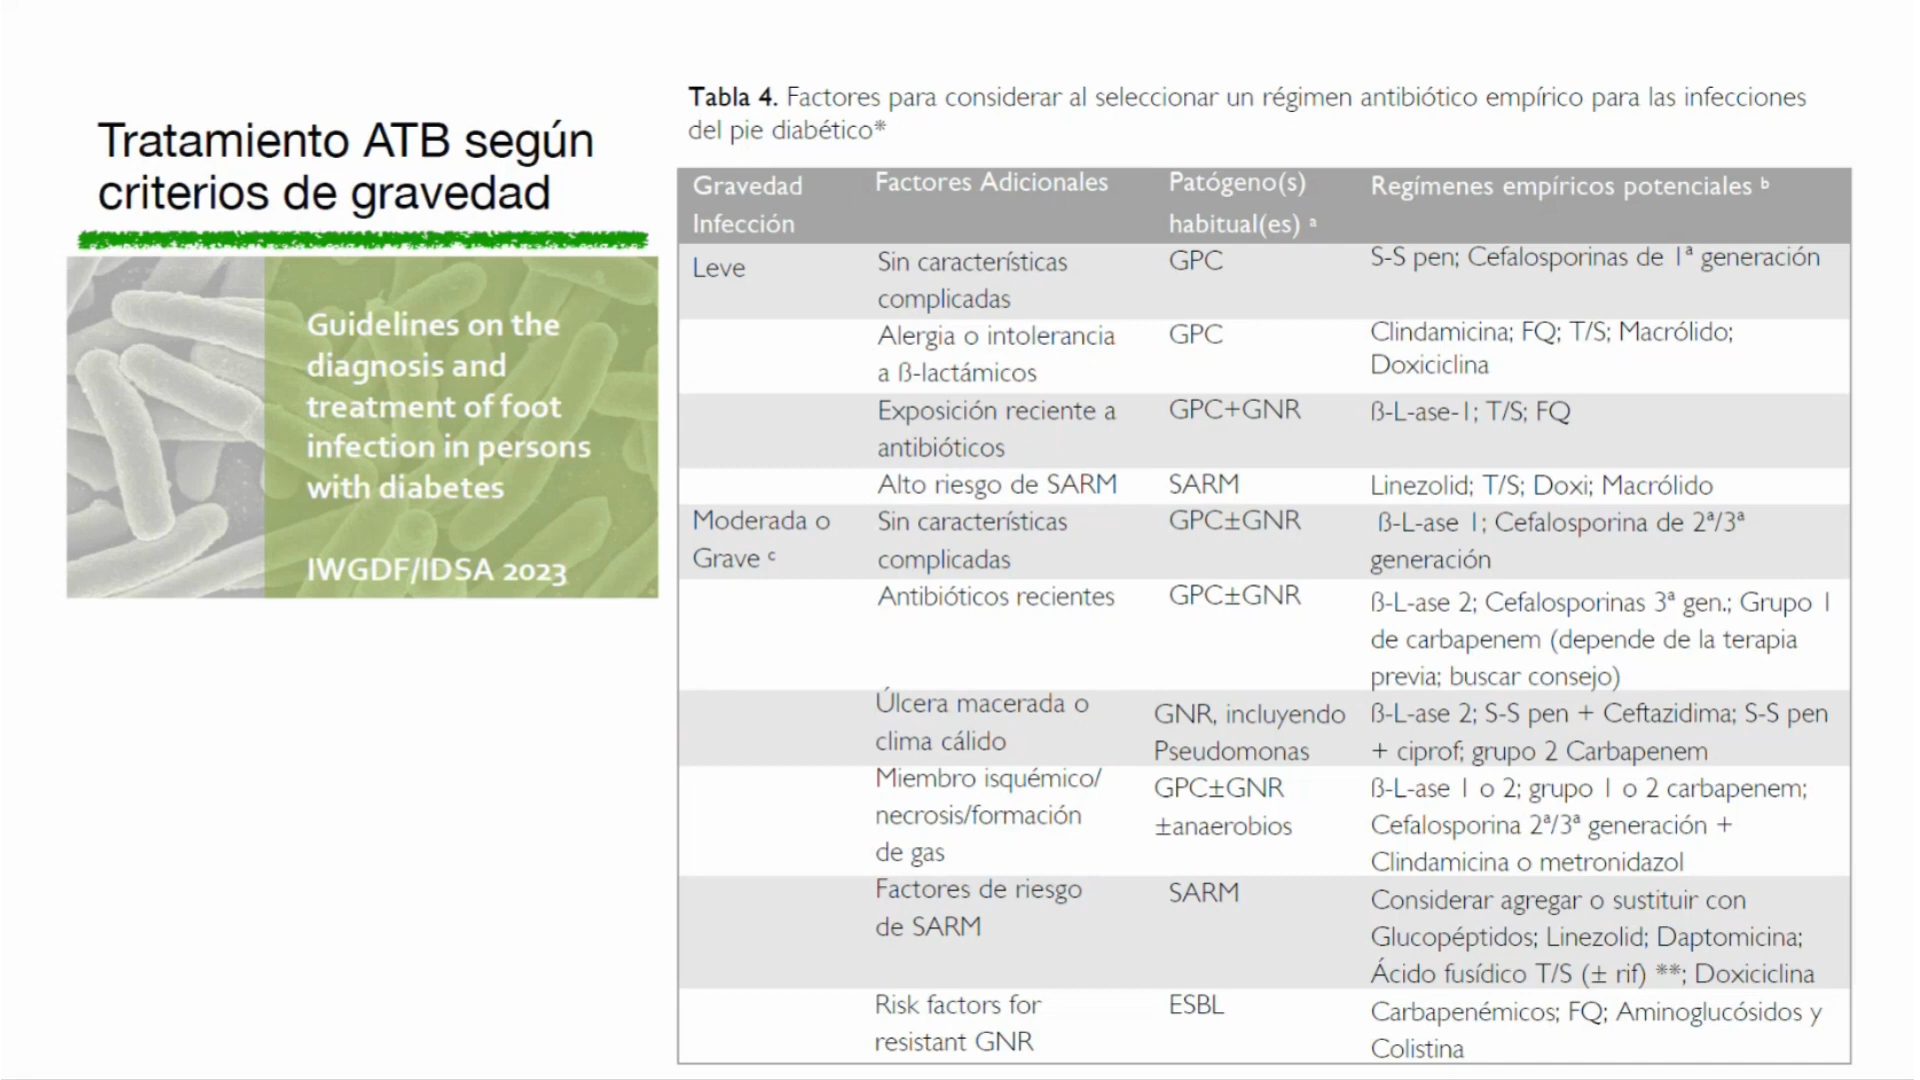 Tratamiento ATB según
criterios de gravedad
Guidelines on the
diagnosis and
treatment of foot
infection in persons
with diabetes
IWGDF/IDSA 2023
Tabla 4. Factores para considerar al seleccionar un régimen antibiótico empírico para las infecciones
del pie diabético*
Gravedad
Infección
Factores Adicionales
Patógeno(s)
habitual(es) ª
Regímenes empíricos potenciales ᵇ
Leve
Sin características
complicadas
GPC
S-S pen; Cefalosporinas de 1ª generación
Alergia o intolerancia
a ß-lactámicos
GPC
Clindamicina; FQ; T/S; Macrólido;
Doxiciclina
Exposición reciente a
antibióticos
GPC+GNR
ß-L-ase-1; T/S; FQ
Alto riesgo de SARM
SARM
Linezolid; T/S; Doxi; Macrólido
Moderada o
Grave ᶜ
Sin características
complicadas
GPC±GNR
ß-L-ase 1; Cefalosporina de 2ª/3ª
generación
Antibióticos recientes
GPC±GNR
ß-L-ase 2; Cefalosporinas 3ª gen.; Grupo 1
de carbapenem (depende de la terapia
previa; buscar consejo)
Úlcera macerada o
clima cálido
GNR, incluyendo
Pseudomonas
ß-L-ase 2; S-S pen + Ceftazidima; S-S pen
+ ciprof; grupo 2 Carbapenem
Miembro isquémico/
necrosis/formación
de gas
GPC±GNR
±anaerobios
ß-L-ase 1 o 2; grupo 1 o 2 carbapenem;
Cefalosporina 2ª/3ª generación +
Clindamicina o metronidazol
Factores de riesgo
de SARM
SARM
Considerar agregar o sustituir con
Glucopéptidos; Linezolid; Daptomicina;
Ácido fusídico T/S (± rif) **; Doxiciclina
Risk factors for
resistant GNR
ESBL
Carbapenémicos; FQ; Aminoglucósidos y
Colistina